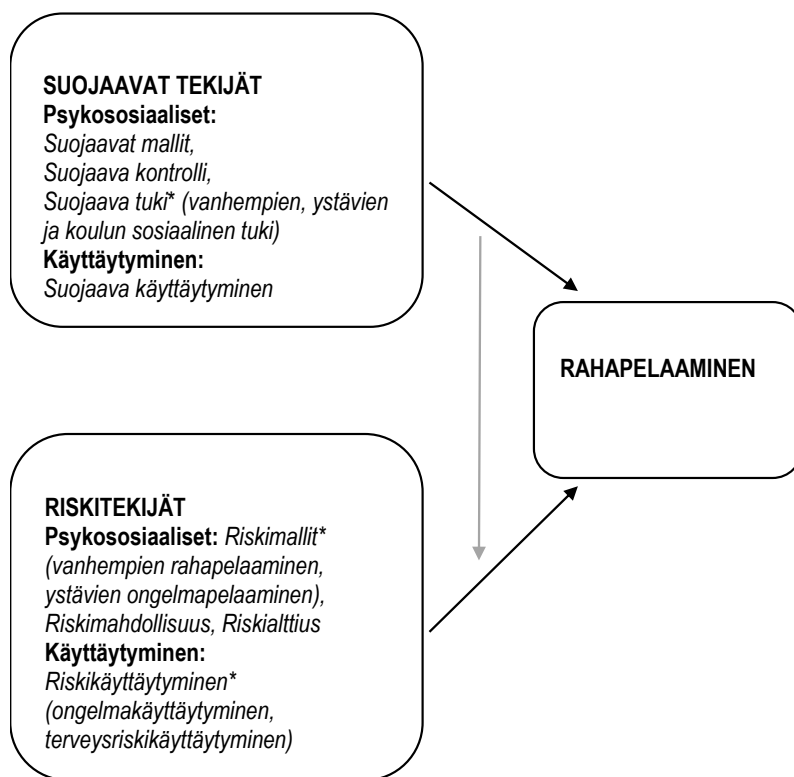 SUOJAAVAT TEKIJÄT
Psykososiaaliset:
Suojaavat mallit,
Suojaava kontrolli,
Suojaava tuki* (vanhempien, ystävien
ja koulun sosiaalinen tuki)
Käyttäytyminen:
Suojaava käyttäytyminen
RAHAPELAAMINEN
RISKITEKIJÄT
Psykososiaaliset: Riskimallit*
(vanhempien rahapelaaminen,
ystävien ongelmapelaaminen),
Riskimahdollisuus, Riskialttius
Käyttäytyminen:
Riskikäyttäytyminen*
(ongelmakäyttäytyminen,
terveysriskikäyttäytyminen)